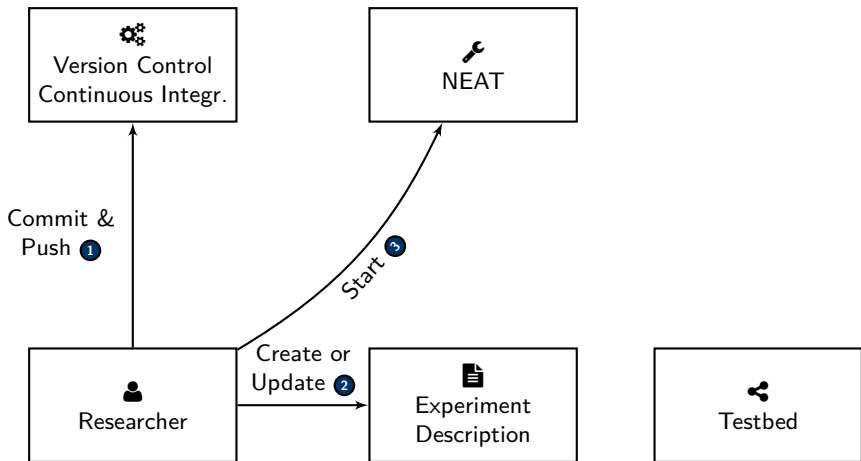 Version Control
Continuous Integr.
NEAT
Commit &
Push 1
Start 3
Create or
Update 2
Researcher
Experiment
Description
Testbed